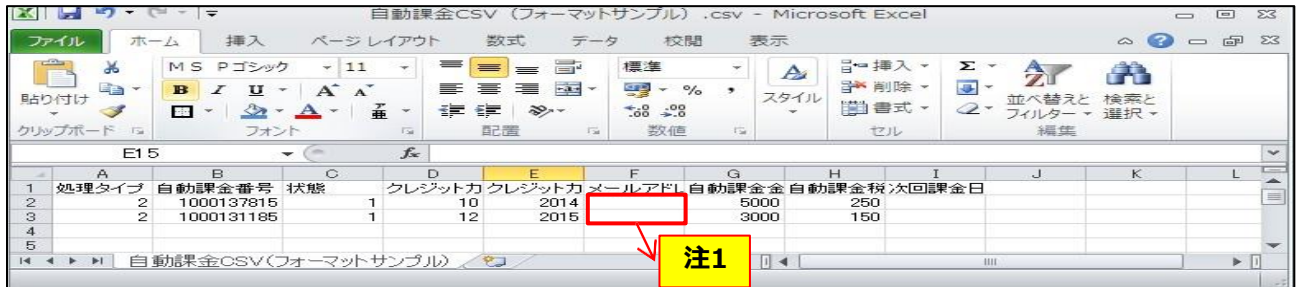 自動課金CSV (フォーマットサンプル) .csv - Microsoft Excel
ファイル ホーム 挿入 ページ レイアウト 数式 データ 校閲 表示
貼り付け
クリップボード
MS Pゴシック 11
B I U A A
A
フォント
配置
標準
% ,
.0 .00
.00 .0
数値
スタイル
挿入
削除
書式
セル
Σ
並べ替えと
フィルター
検索と
選択
編集
E15 fx
A B C D E F G H I J K L
1 処理タイプ 自動課金番号 状態 クレジットカ クレジットカ メールアドレ 自動課金金 自動課金税 次回課金日
2 2 1000137815 1 10 2014 5000 250
3 2 1000131185 1 12 2015 3000 150
4
5
自動課金CSV(フォーマットサンプル)
注1